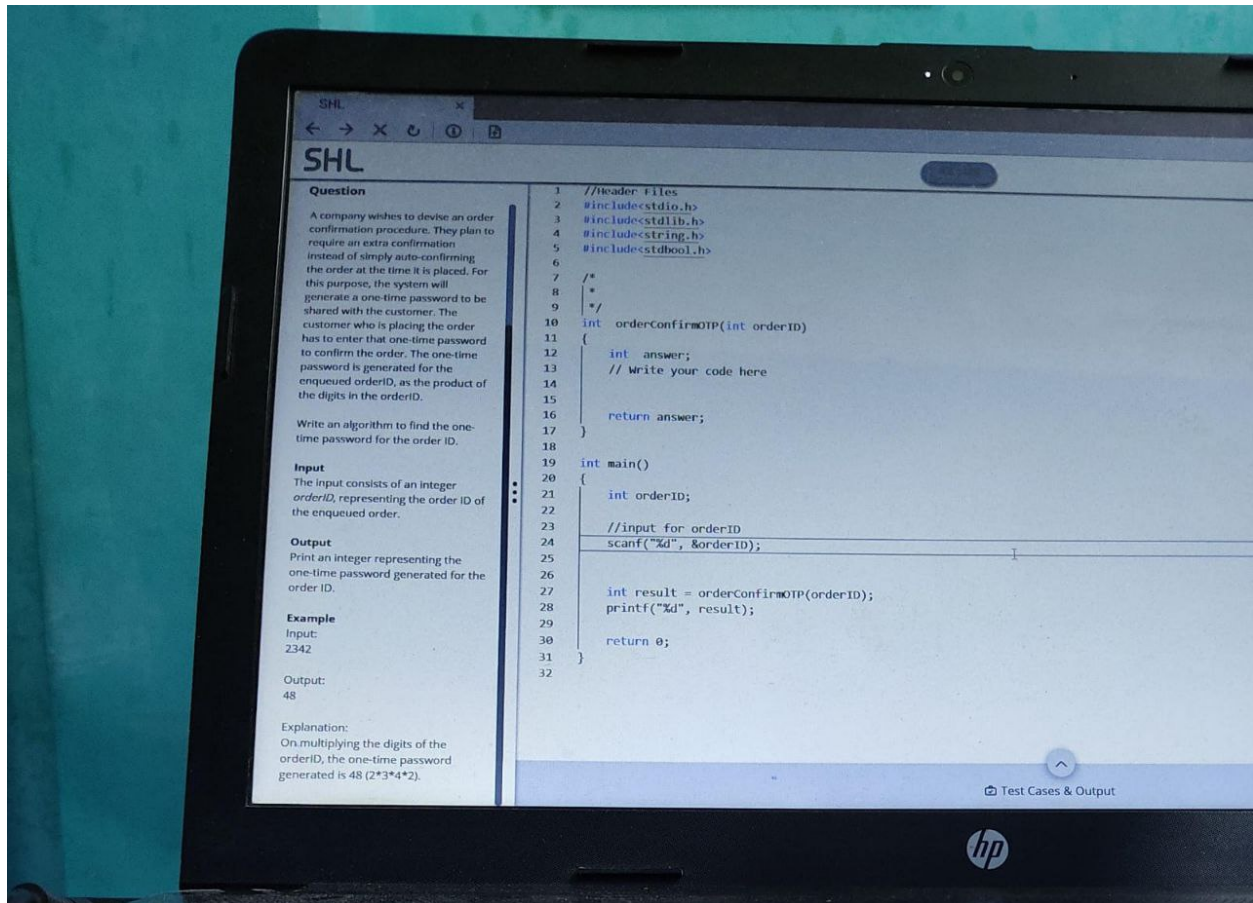 SHL
SHL
Question
A company wishes to devise an order
confirmation procedure. They plan to
require an extra confirmation
instead of simply auto-confirming
the order at the time it is placed. For
this purpose, the system will
generate a one-time password to be
shared with the customer. The
customer who is placing the order
has to enter that one-time password
to confirm the order. The one-time
password is generated for the
enqueued orderID, as the product of
the digits in the orderID.
Write an algorithm to find the one-
time password for the order ID.
Input
The input consists of an integer
orderID, representing the order ID of
the enqueued order.
Output
Print an integer representing the
one-time password generated for the
order ID.
Example
Input:
2342
Output:
48
Explanation:
On multiplying the digits of the
orderID, the one-time password
generated is 48 (2*3*4*2).
1 //Header Files
2 #include<stdio.h>
3 #include<stdlib.h>
4 #include<string.h>
5 #include<stdbool.h>
6
7 /*
8 *
9 */
10 int orderConfirmOTP(int orderID)
11 {
12 int answer;
13 // Write your code here
14
15
16 return answer;
17 }
18
19 int main()
20 {
21 int orderID;
22
23 //input for orderID
24 scanf("%d", &orderID);
25
26
27 int result = orderConfirmOTP(orderID);
28 printf("%d", result);
29
30 return 0;
31 }
32
Test Cases & Output
hp